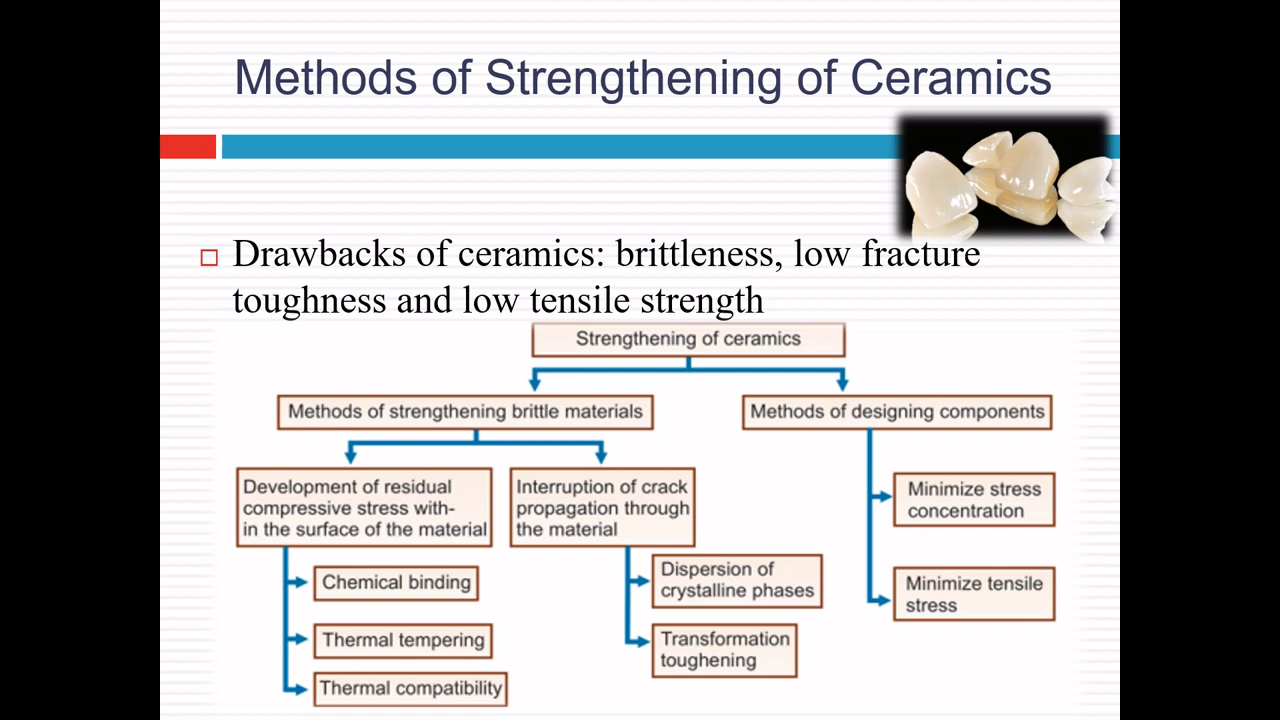 Methods of Strengthening of Ceramics
Drawbacks of ceramics: brittleness, low fracture
toughness and low tensile strength
Strengthening of ceramics
Methods of strengthening brittle materials
Methods of designing components
Development of residual
compressive stress with-
in the surface of the material
Interruption of crack
propagation through
the material
Minimize stress
concentration
Chemical binding
Dispersion of
crystalline phases
Minimize tensile
stress
Thermal tempering
Transformation
toughening
Thermal compatibility